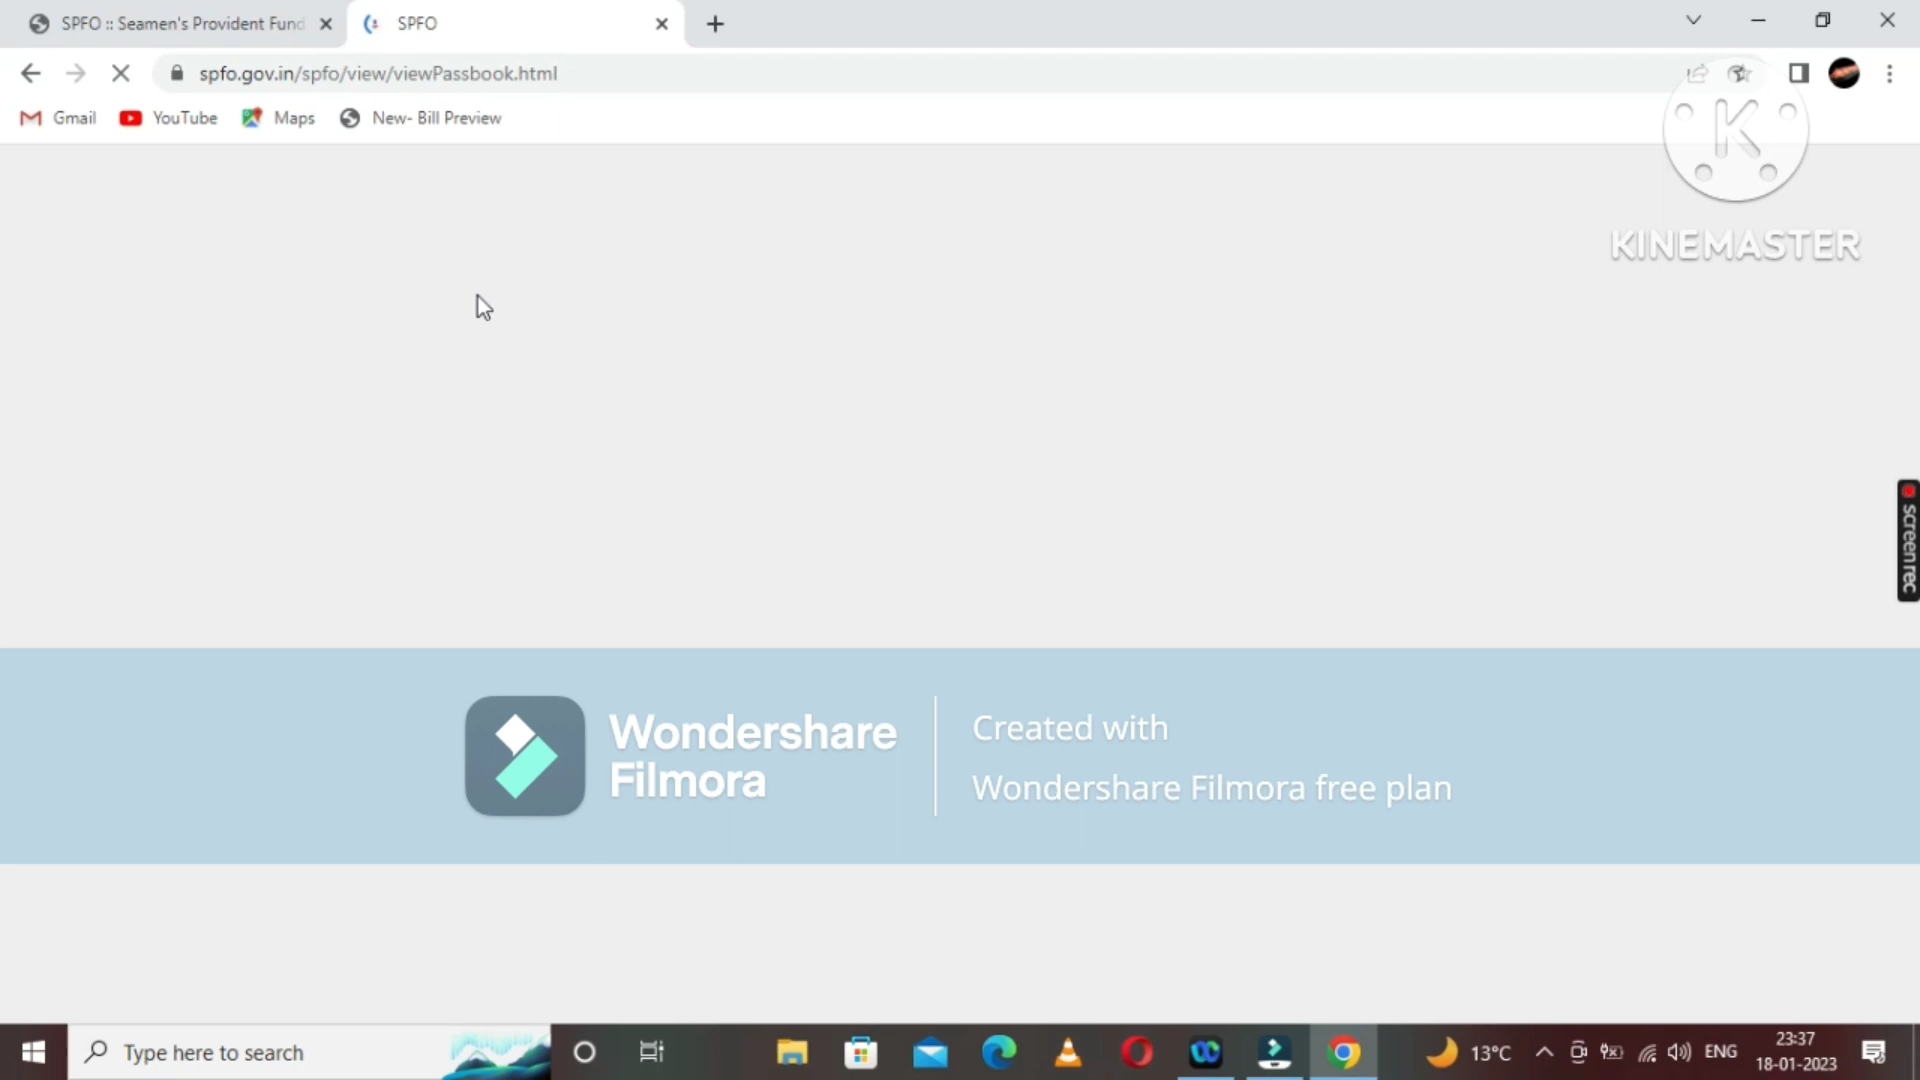 SPFO :: Seamen's Provident Fund
SPFO
spfo.gov.in/spfo/view/viewPassbook.html
Gmail
YouTube
Maps
New- Bill Preview
KINEMASTER
screenrec
Wondershare
Filmora
Created with
Wondershare Filmora free plan
Type here to search
13°C
ENG
23:37
18-01-2023